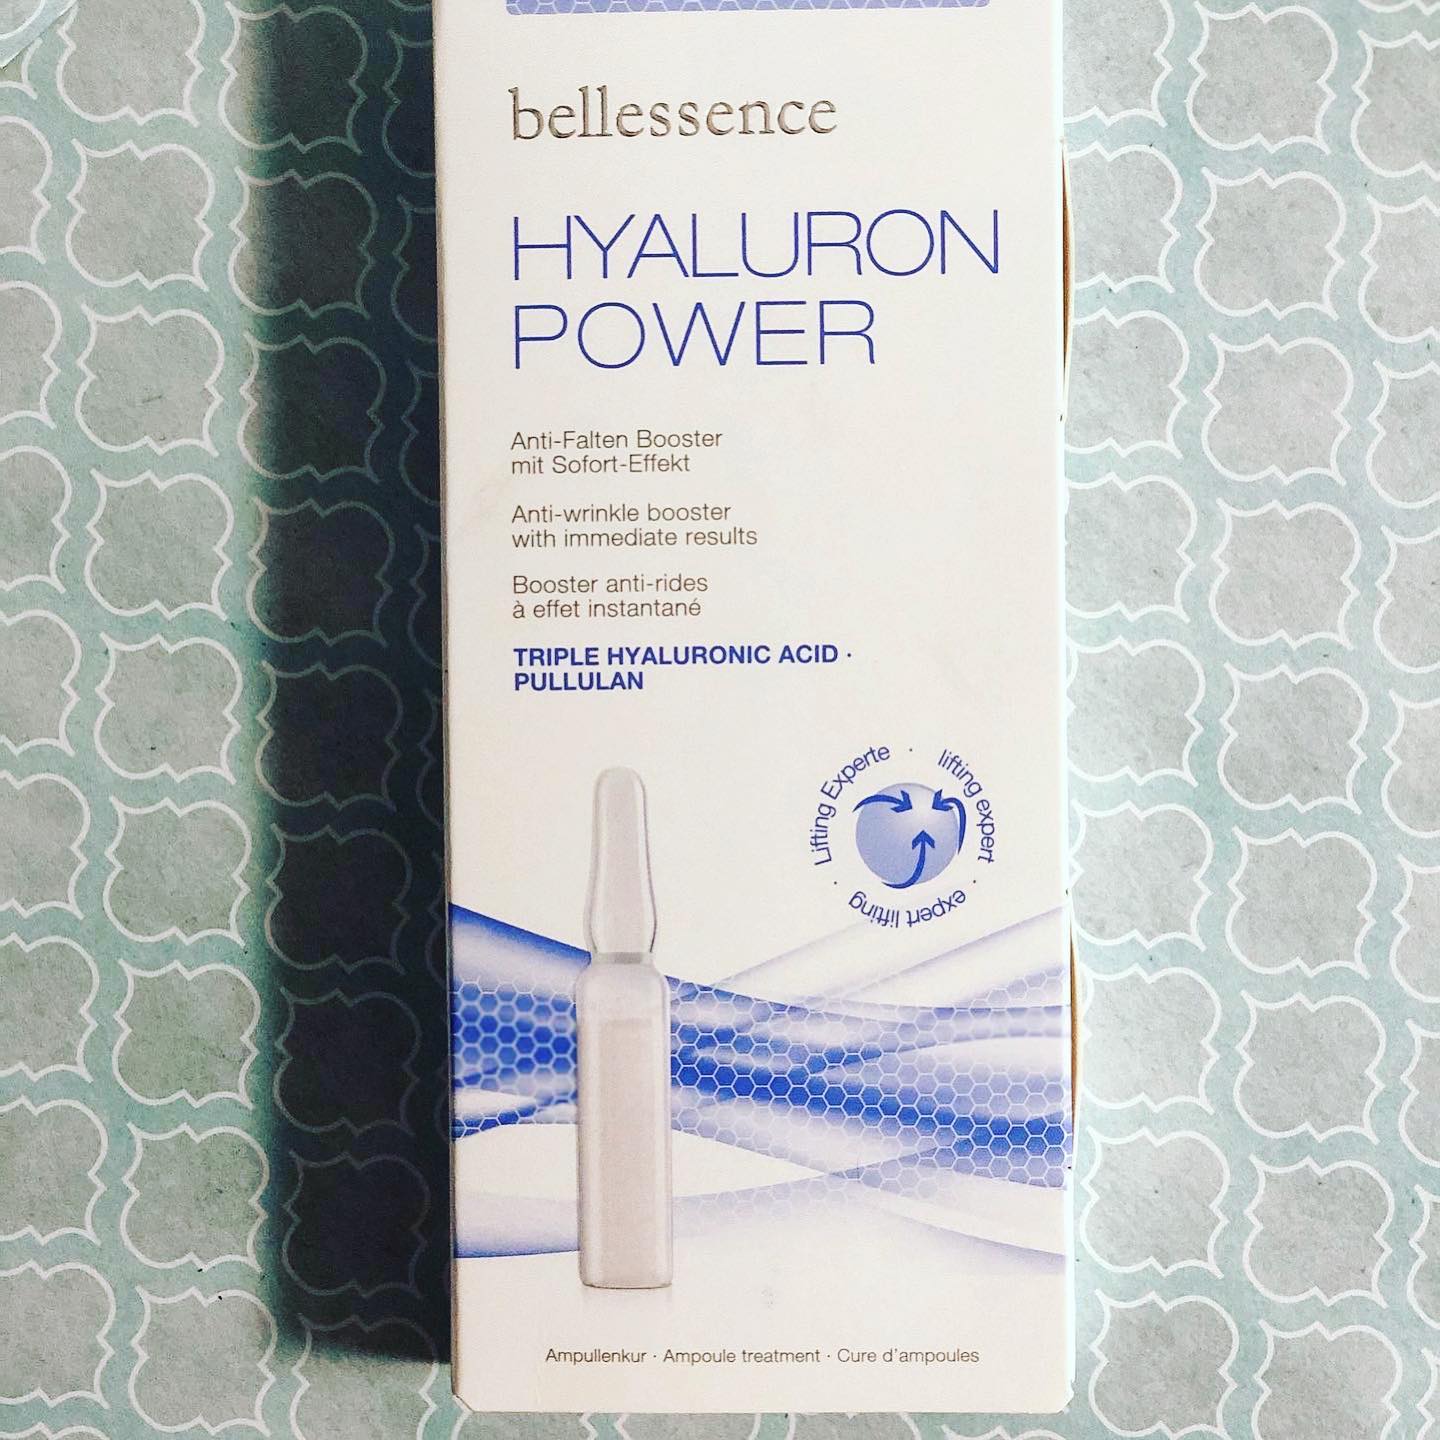 bellessence
HYALURON
POWER
Anti-Falten Booster
mit Sofort-Effekt
Anti-wrinkle booster
with immediate results
Booster anti-rides
à effet instantané
TRIPLE HYALURONIC ACID ·
PULLULAN
Lifting Experte · lifting expert · expert lifting ·
Ampullenkur · Ampoule treatment · Cure d'ampoules